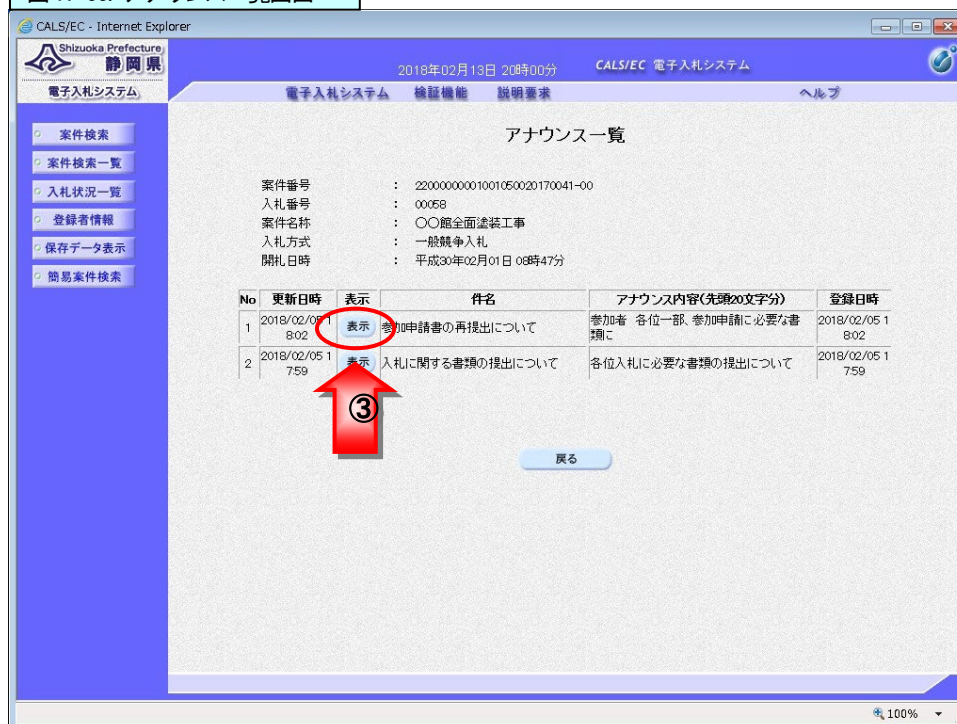 CALS/EC - Internet Explorer
Shizuoka Prefecture
静岡県
電子入札システム
2018年02月13日 20時00分
CALS/EC 電子入札システム
電子入札システム 検証機能 説明要求 ヘルプ
案件検索
案件検索一覧
入札状況一覧
登録者情報
保存データ表示
簡易案件検索
アナウンス一覧
案件番号 : 22000000001001050020170041-00
入札番号 : 00058
案件名称 : 〇〇館全面塗装工事
入札方式 : 一般競争入札
開札日時 : 平成30年02月01日 08時47分
No 更新日時 表示 件名 アナウンス内容(先頭20文字分) 登録日時
1 2018/02/05 1 表示 参加申請書の再提出について 参加者 各位一部、参加申請に必要な書 2018/02/05 1
8:02 類に 8:02
2 2018/02/05 1 表示 入札に関する書類の提出について 各位入札に必要な書類の提出について 2018/02/05 1
7:59 7:59
③
戻る
100%